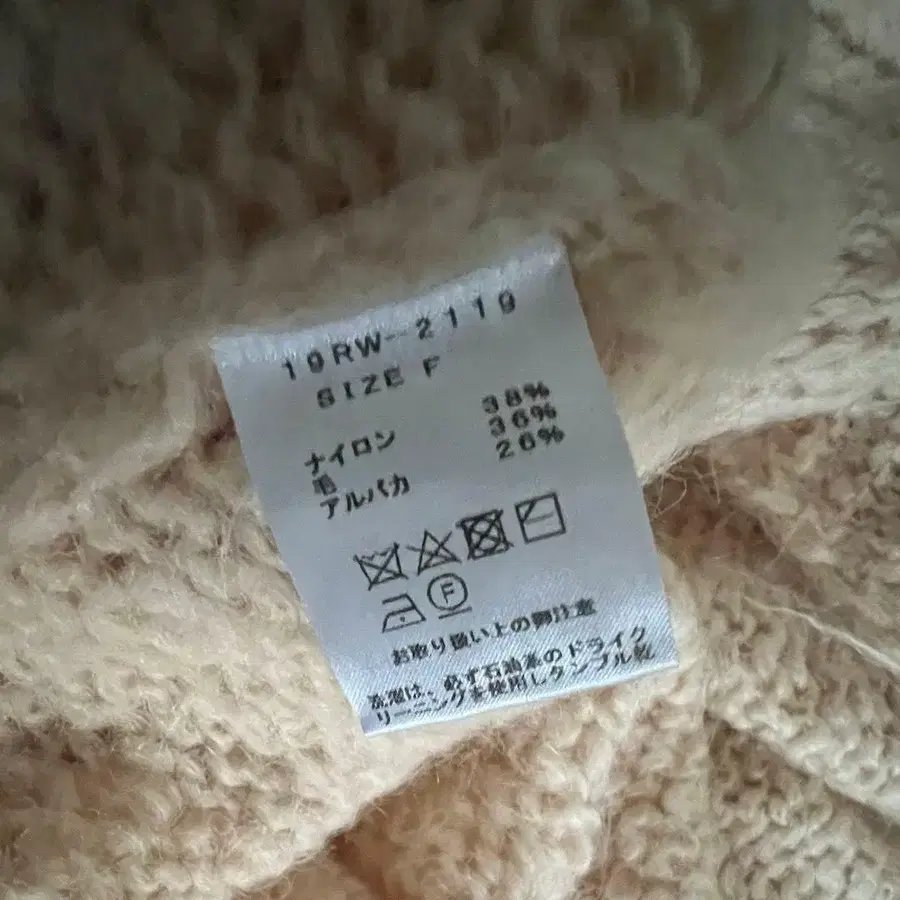 19RW-2119
SIZE F
ナイロン 38%
毛 36%
アルパカ 26%
F
お取り扱い上の御注意
洗濯は、必ず石油系のドライク
リーニングを使用しタンブル乾